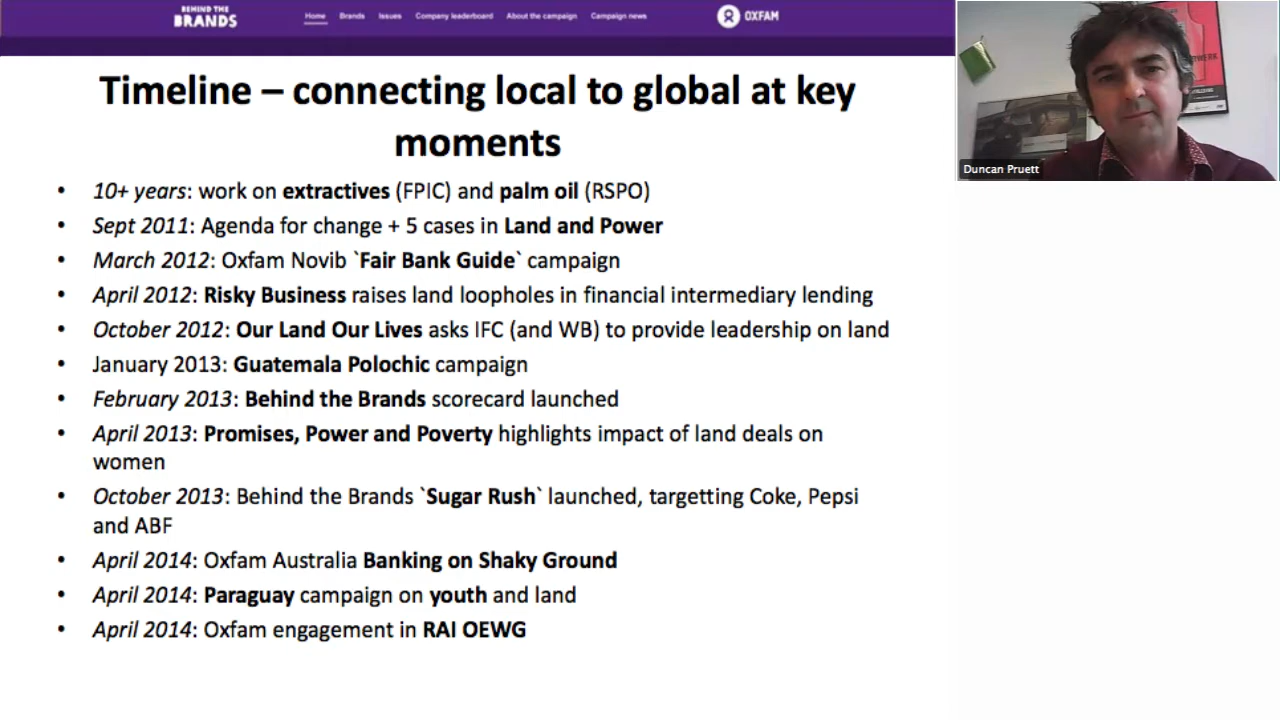 BEHIND THE
BRANDS
Home Brands Issues Company leaderboard About the campaign Campaign news
OXFAM
Timeline – connecting local to global at key
moments
• 10+ years: work on extractives (FPIC) and palm oil (RSPO)
• Sept 2011: Agenda for change + 5 cases in Land and Power
• March 2012: Oxfam Novib `Fair Bank Guide` campaign
• April 2012: Risky Business raises land loopholes in financial intermediary lending
• October 2012: Our Land Our Lives asks IFC (and WB) to provide leadership on land
• January 2013: Guatemala Polochic campaign
• February 2013: Behind the Brands scorecard launched
• April 2013: Promises, Power and Poverty highlights impact of land deals on
women
• October 2013: Behind the Brands `Sugar Rush` launched, targetting Coke, Pepsi
and ABF
• April 2014: Oxfam Australia Banking on Shaky Ground
• April 2014: Paraguay campaign on youth and land
• April 2014: Oxfam engagement in RAI OEWG
Duncan Pruett